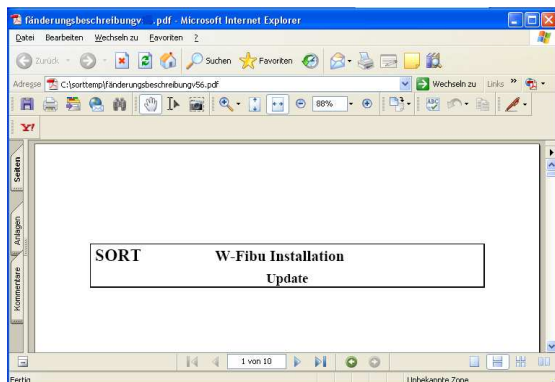 fänderungsbeschreibungv .pdf - Microsoft Internet Explorer
Datei Bearbeiten Wechseln zu Favoriten ?
Zurück Suchen Favoriten
Adresse C:\sorttemp\fänderungsbeschreibungv56.pdf Wechseln zu Links »
88%
Y!
Seiten
Anlagen
Kommentare
SORT W-Fibu Installation
Update
1 von 10
Fertig Unbekannte Zone